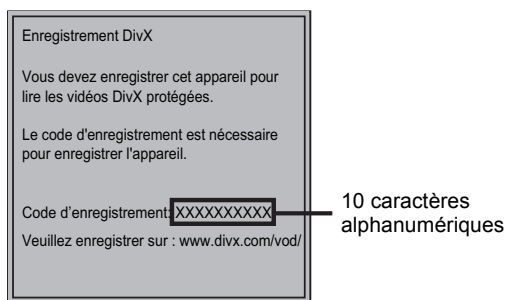 Enregistrement DivX
Vous devez enregistrer cet appareil pour
lire les vidéos DivX protégées.
Le code d'enregistrement est nécessaire
pour enregistrer l'appareil.
Code d’enregistrement: XXXXXXXXXX
Veuillez enregistrer sur : www.divx.com/vod/
10 caractères
alphanumériques